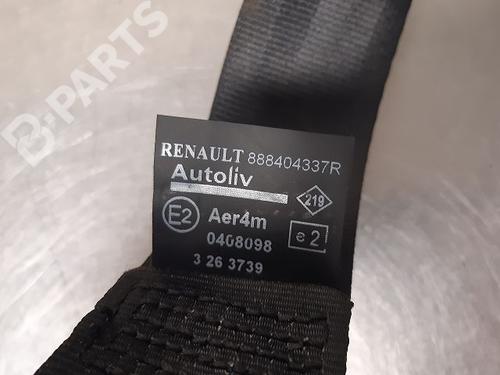 B-PARTS
RENAULT 888404337R
Autoliv
219
E2 Aer4m
0408098 e2
3 26 3739